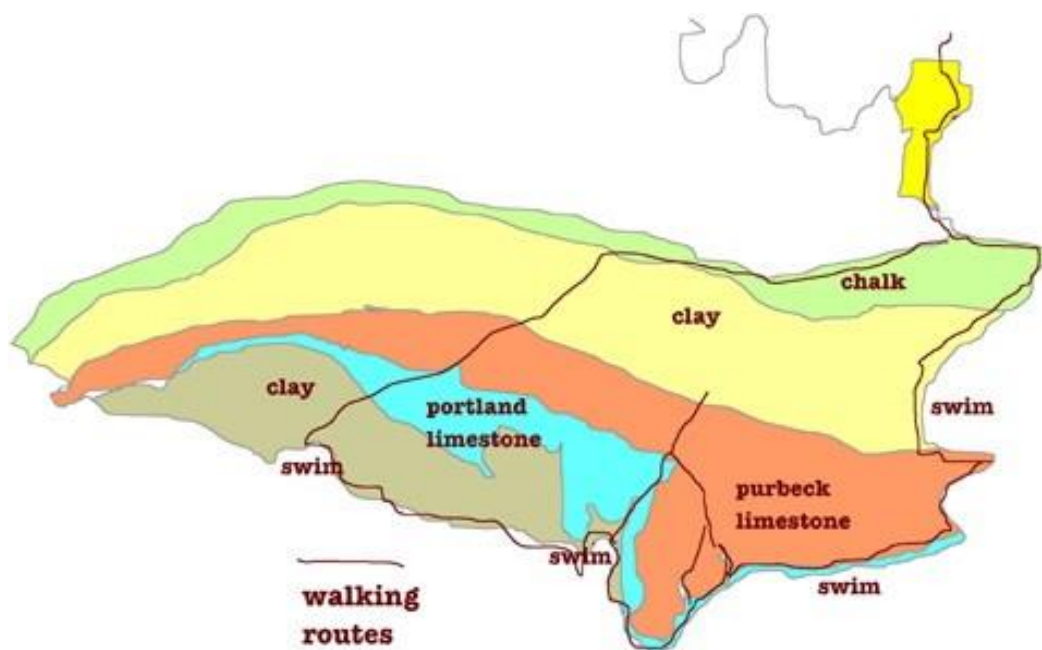 chalk
clay
clay
swim
portland
limestone
swim
purbeck
limestone
swim
swim
walking
routes